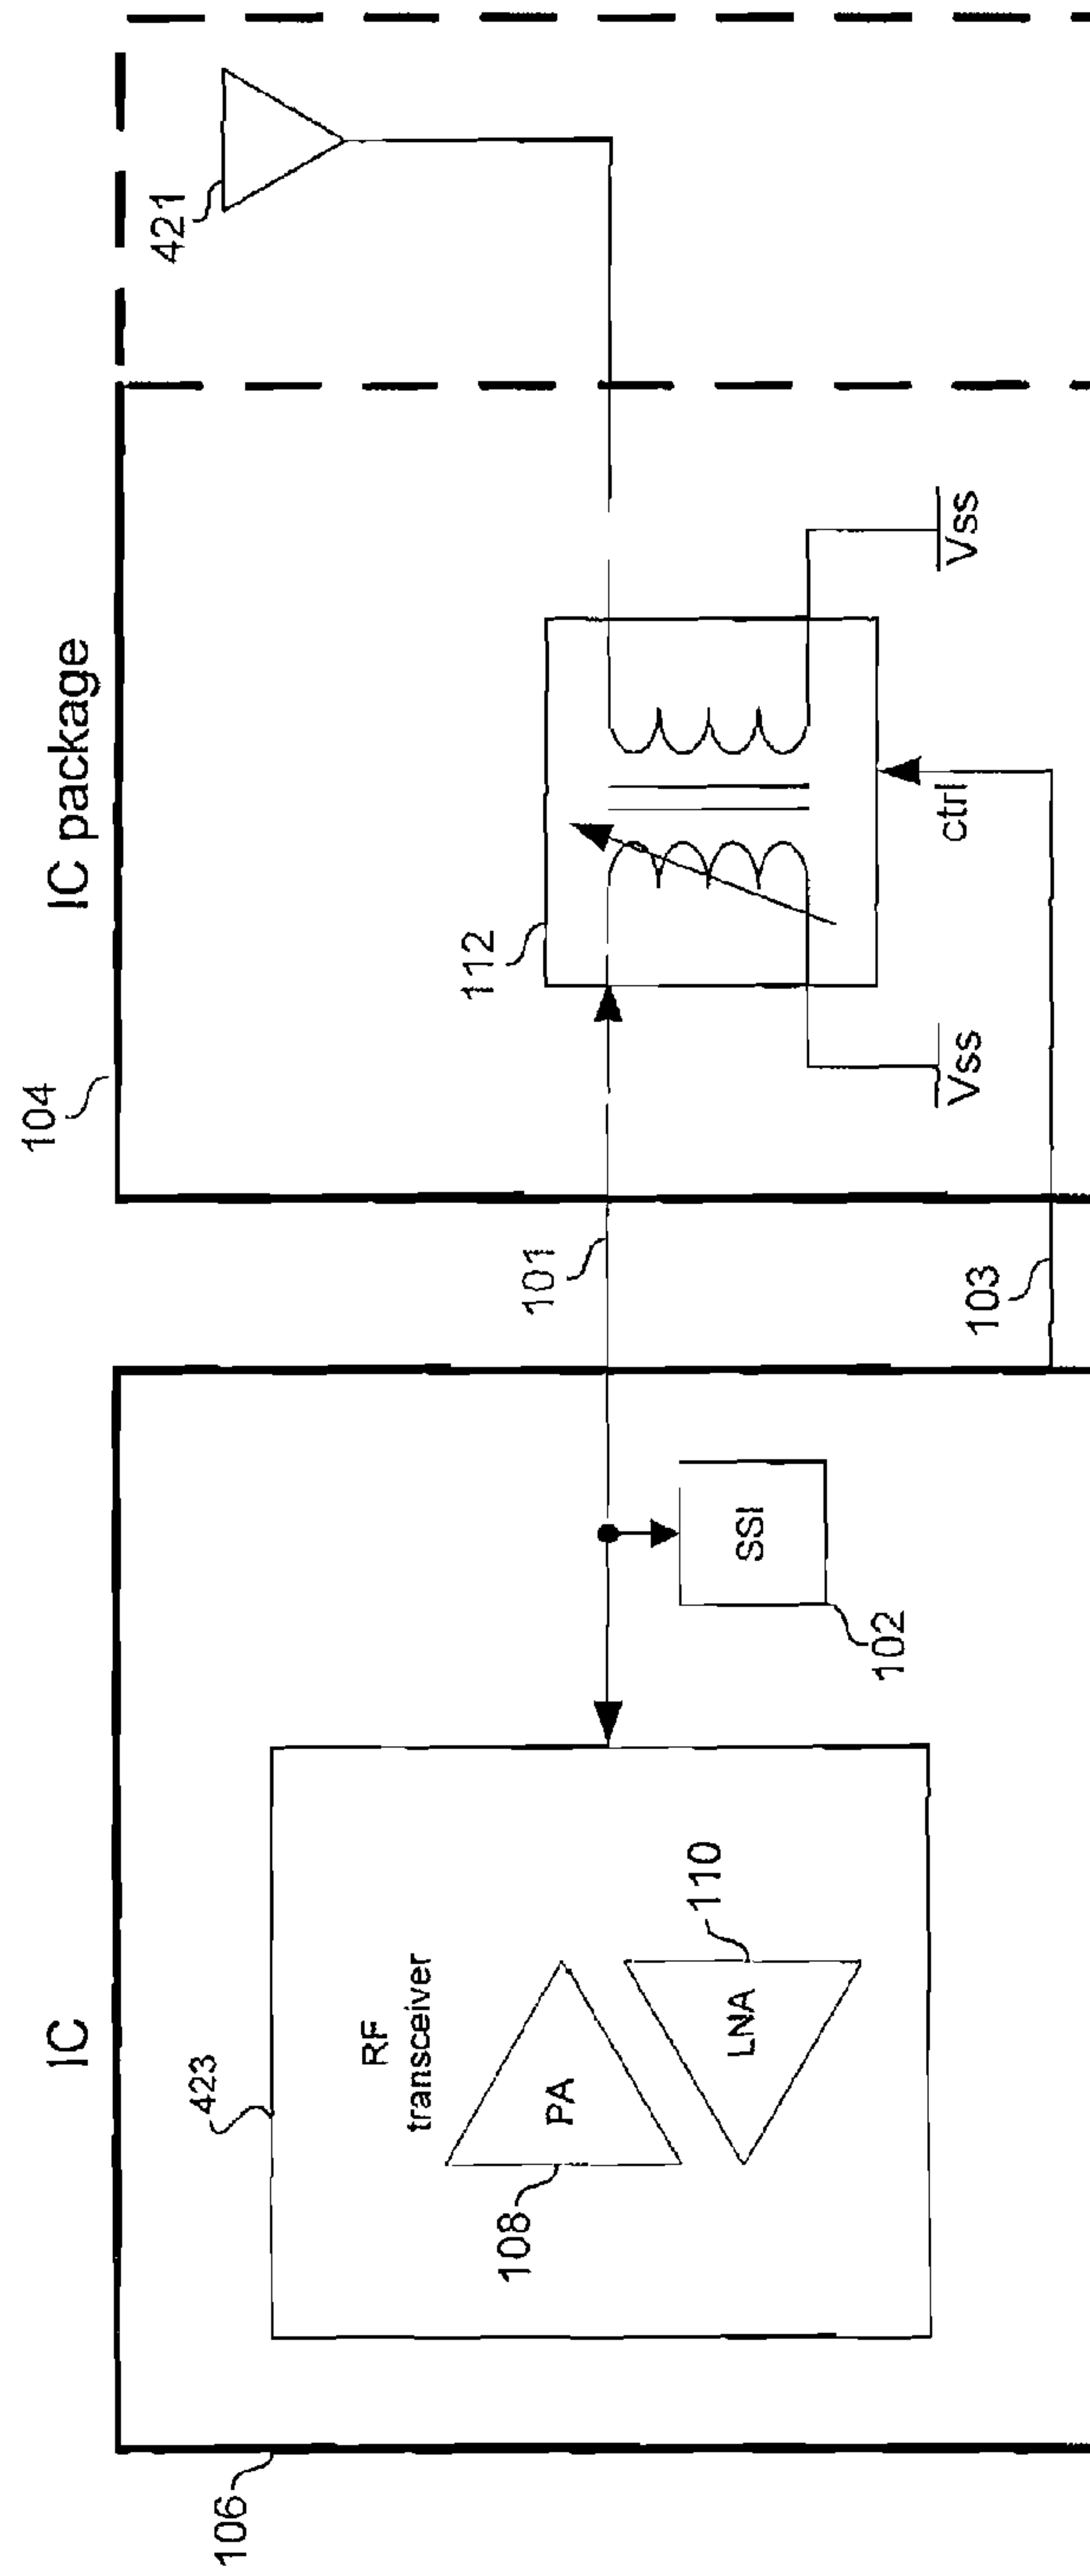 IC
IC package
106
423
RF
transceiver
108
PA
LNA
110
SSI
102
101
103
104
112
ctrl
Vss
Vss
421